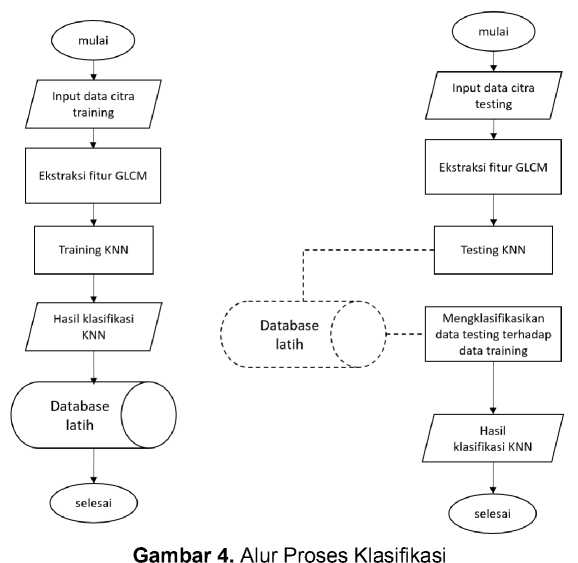 mulai
Input data citra
training
Ekstraksi fitur GLCM
Training KNN
Hasil klasifikasi
KNN
Database
latih
selesai
mulai
Input data citra
testing
Ekstraksi fitur GLCM
Testing KNN
Database
latih
Mengklasifikasikan
data testing terhadap
data training
Hasil
klasifikasi KNN
selesai
Gambar 4. Alur Proses Klasifikasi